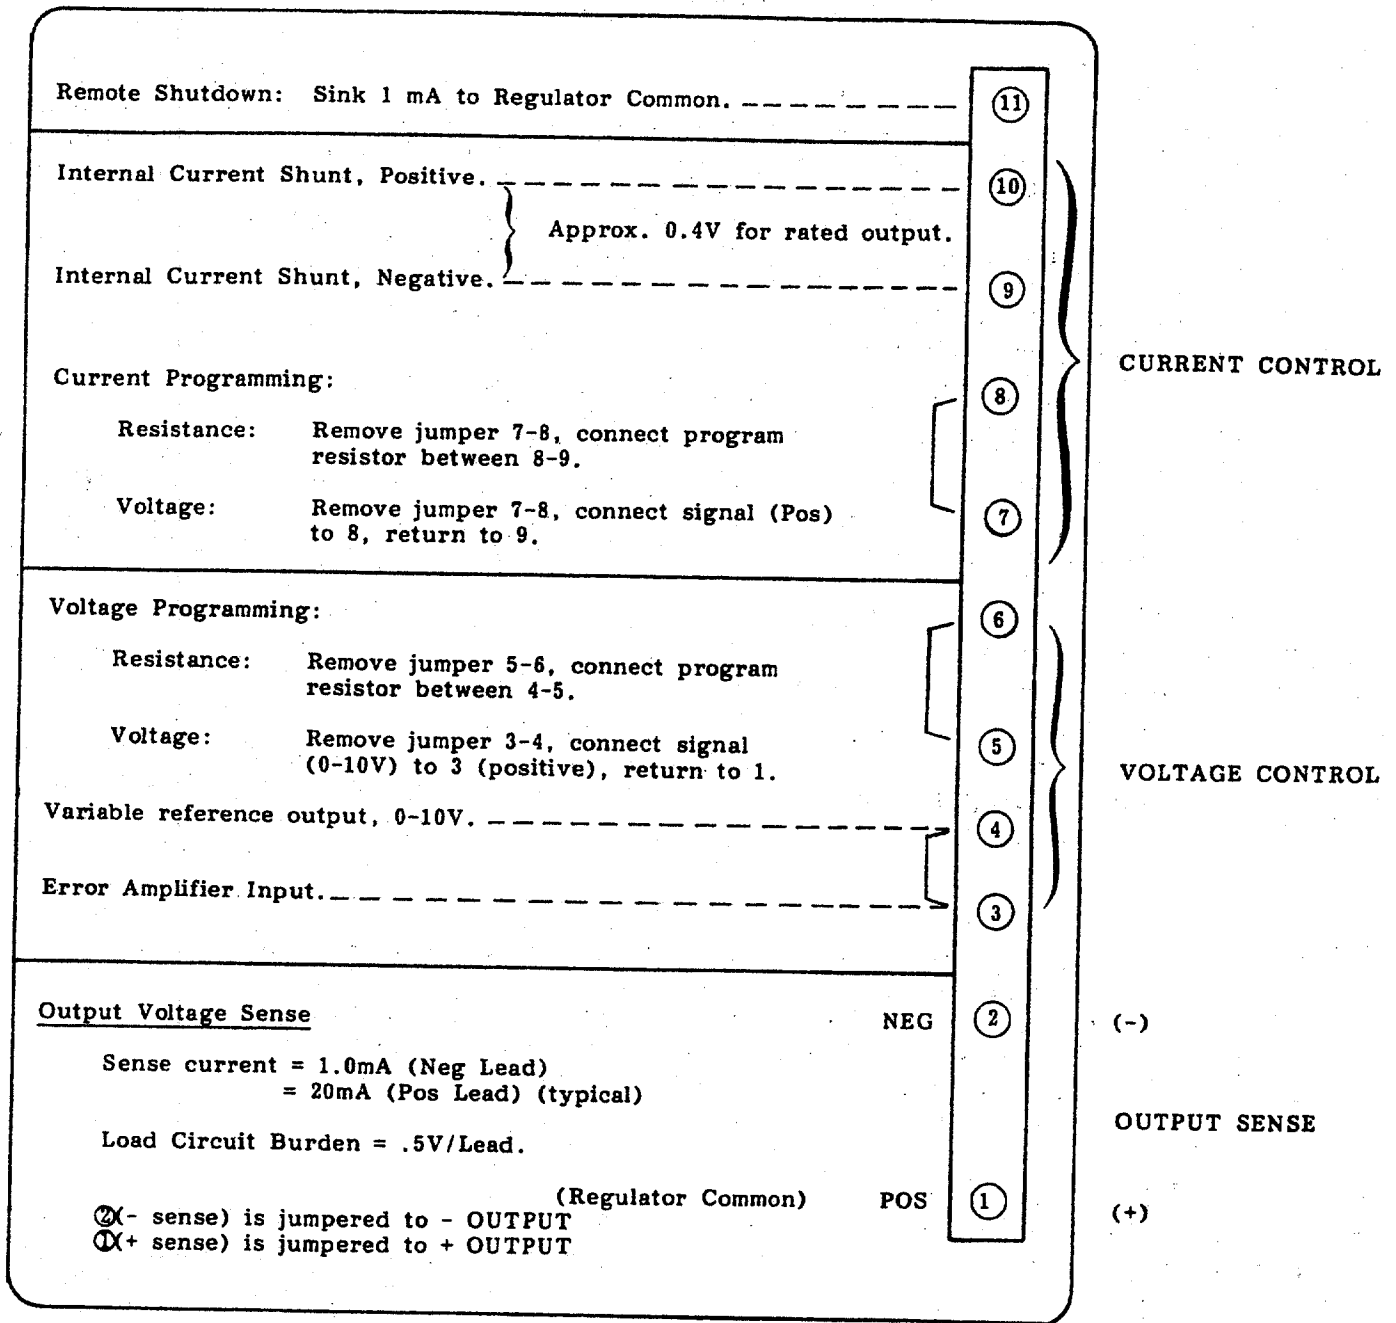 Remote Shutdown: Sink 1 mA to Regulator Common. 11
Internal Current Shunt, Positive. 10
Approx. 0.4V for rated output.
Internal Current Shunt, Negative. 9
CURRENT CONTROL
Current Programming: 8
Resistance: Remove jumper 7-8, connect program
resistor between 8-9.
Voltage: Remove jumper 7-8, connect signal (Pos) 7
to 8, return to 9.
Voltage Programming: 6
Resistance: Remove jumper 5-6, connect program
resistor between 4-5.
Voltage: Remove jumper 3-4, connect signal 5
(0-10V) to 3 (positive), return to 1.
VOLTAGE CONTROL
Variable reference output, 0-10V. 4
Error Amplifier Input. 3
Output Voltage Sense NEG 2 (-)
Sense current = 1.0mA (Neg Lead)
= 20mA (Pos Lead) (typical)
OUTPUT SENSE
Load Circuit Burden = .5V/Lead.
(Regulator Common) POS 1 (+)
②(- sense) is jumpered to - OUTPUT
①(+ sense) is jumpered to + OUTPUT